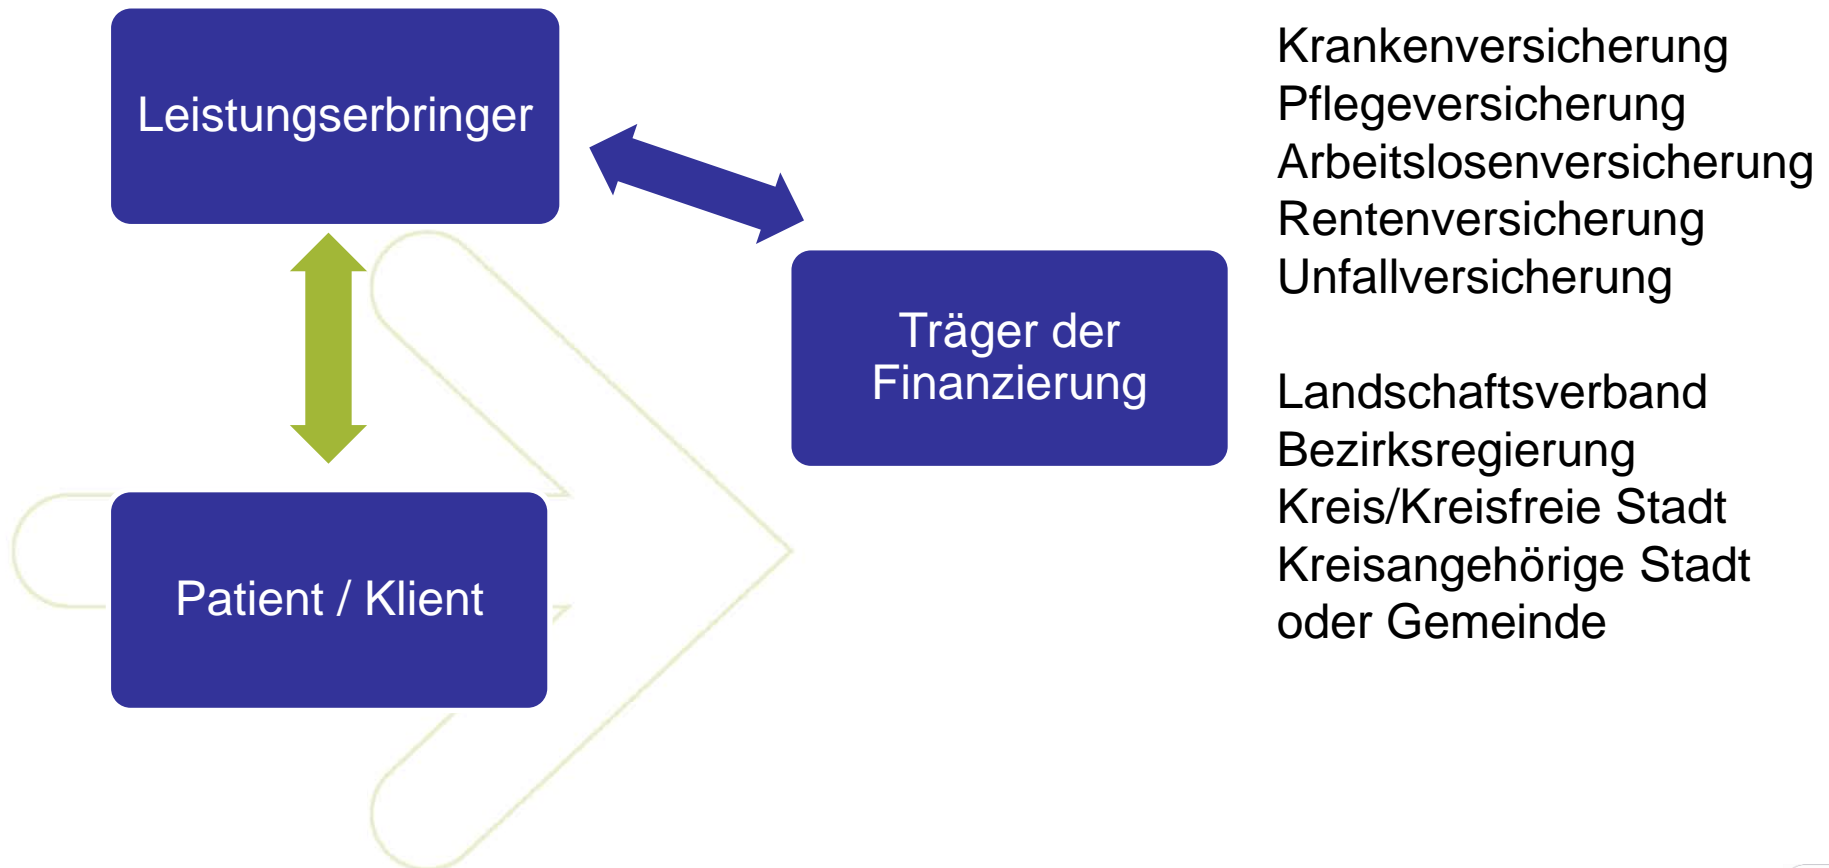 Leistungserbringer
Patient / Klient
Träger der
Finanzierung
Krankenversicherung
Pflegeversicherung
Arbeitslosenversicherung
Rentenversicherung
Unfallversicherung
Landschaftsverband
Bezirksregierung
Kreis/Kreisfreie Stadt
Kreisangehörige Stadt
oder Gemeinde